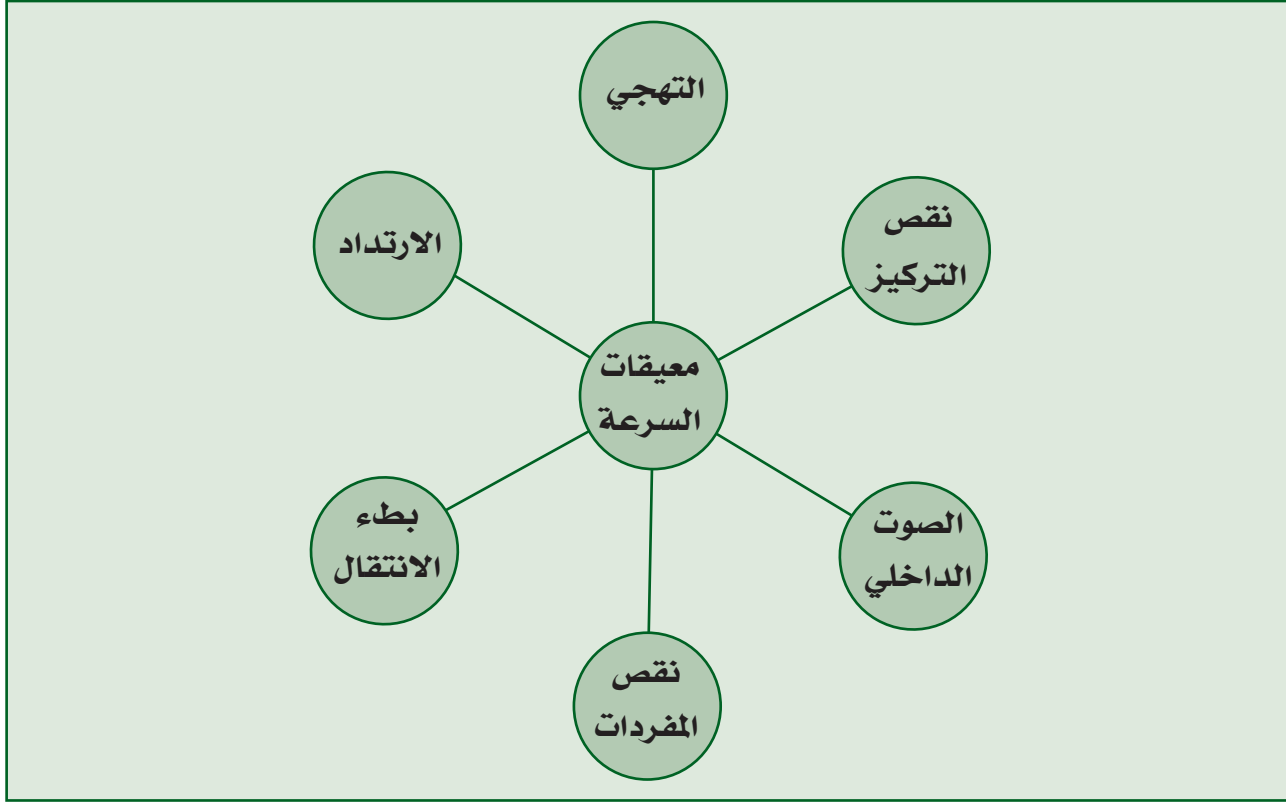 التهجي
نقص
التركيز
الارتداد
معيقات
السرعة
الصوت
الداخلي
بطء
الانتقال
نقص
المفردات